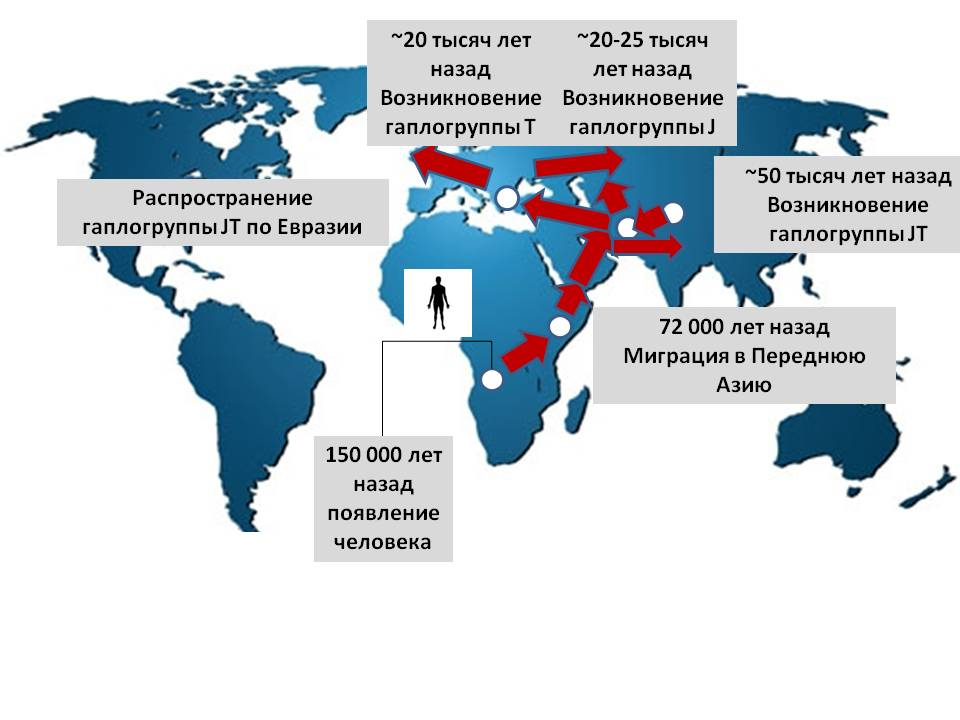 ~20 тысяч лет
назад
Возникновение
гаплогруппы T
~20-25 тысяч
лет назад
Возникновение
гаплогруппы J
~50 тысяч лет назад
Возникновение
гаплогруппы JT
Распространение
гаплогруппы JT по Евразии
72 000 лет назад
Миграция в Переднюю
Азию
150 000 лет
назад
появление
человека